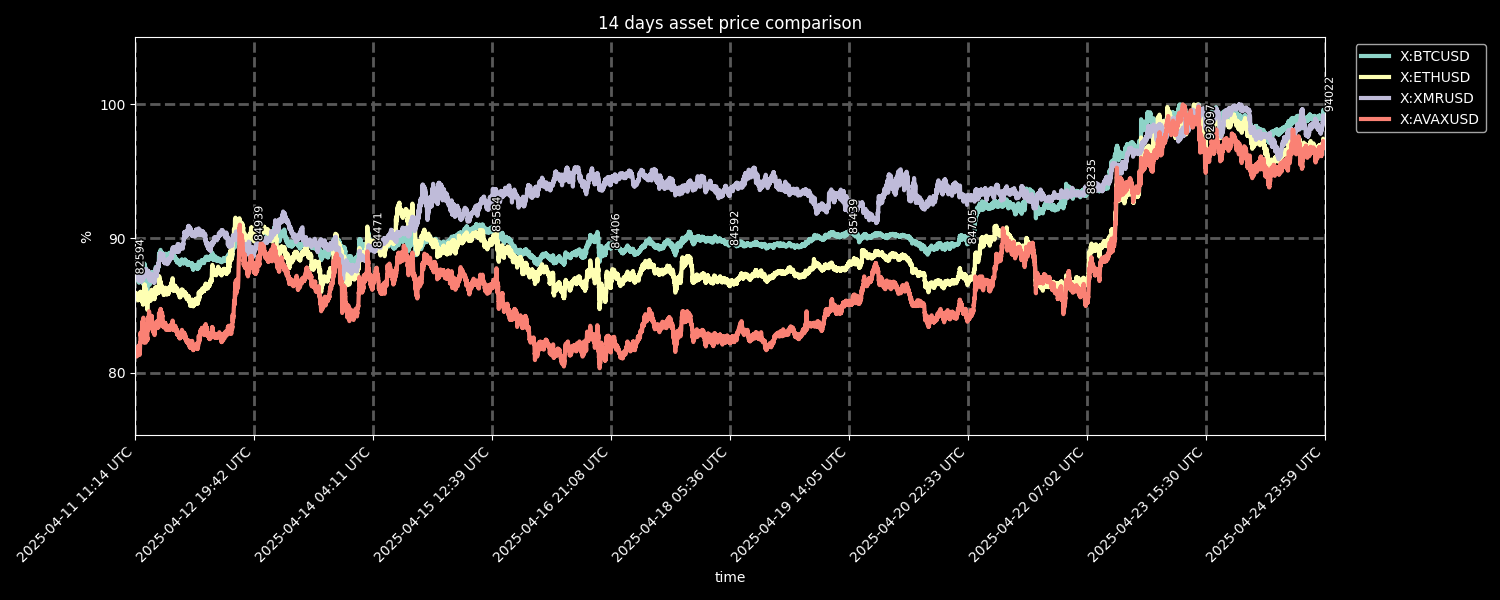 14 days asset price comparison
X:BTCUSD
X:ETHUSD
X:XMRUSD
X:AVAXUSD
100
90
80
%
82594
84939
84471
85584
84406
84592
85439
84705
88235
92097
94022
2025-04-11 11:14 UTC
2025-04-12 19:42 UTC
2025-04-14 04:11 UTC
2025-04-15 12:39 UTC
2025-04-16 21:08 UTC
2025-04-18 05:36 UTC
2025-04-19 14:05 UTC
2025-04-20 22:33 UTC
2025-04-22 07:02 UTC
2025-04-23 15:30 UTC
2025-04-24 23:59 UTC
time